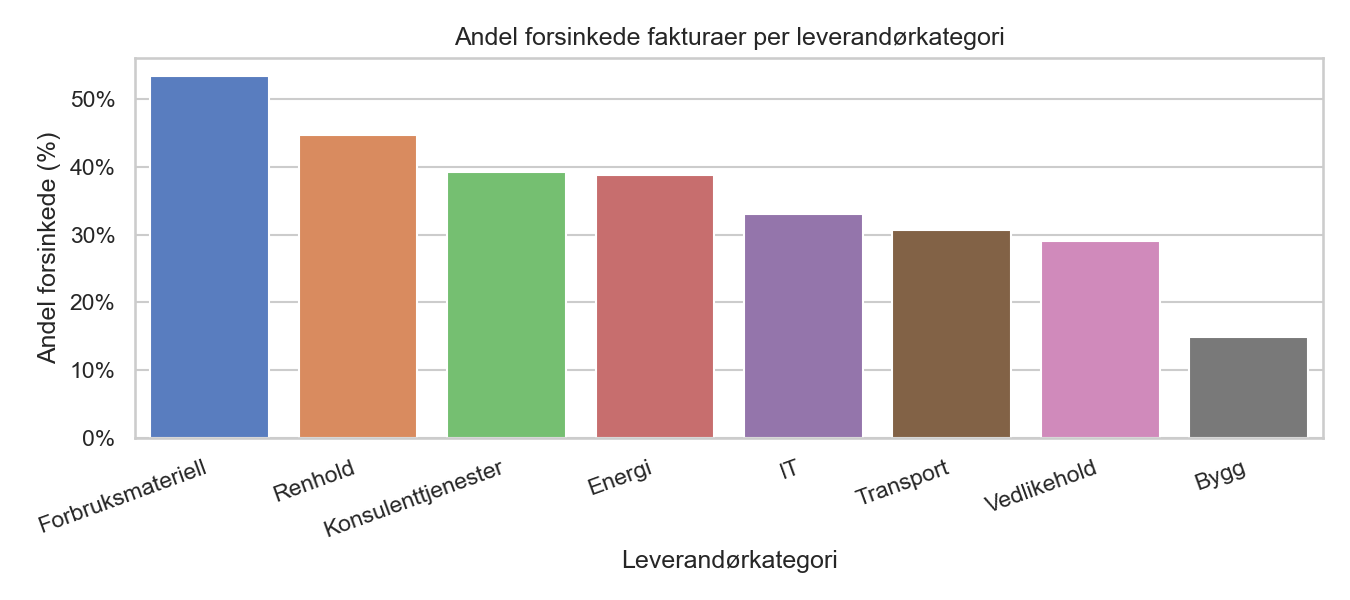 Andel forsinkede fakturaer per leverandørkategori
Andel forsinkede (%)
50%
40%
30%
20%
10%
0%
Forbruksmateriell
Renhold
Konsulenttjenester
Energi
IT
Transport
Vedlikehold
Bygg
Leverandørkategori